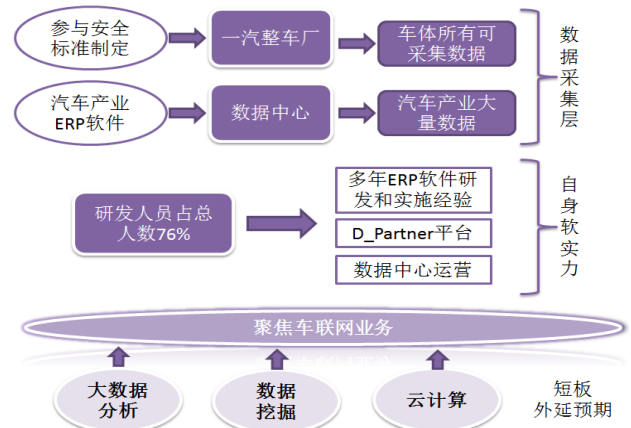 参与安全
标准制定
一汽整车厂
车体所有可
采集数据
汽车产业
ERP软件
数据中心
汽车产业大
量数据
数据采集层
研发人员占总
人数76%
多年ERP软件研
发和实施经验
D_Partner平台
数据中心运营
自身软实力
聚焦车联网业务
大数据
分析
数据
挖掘
云计算
短板
外延预期